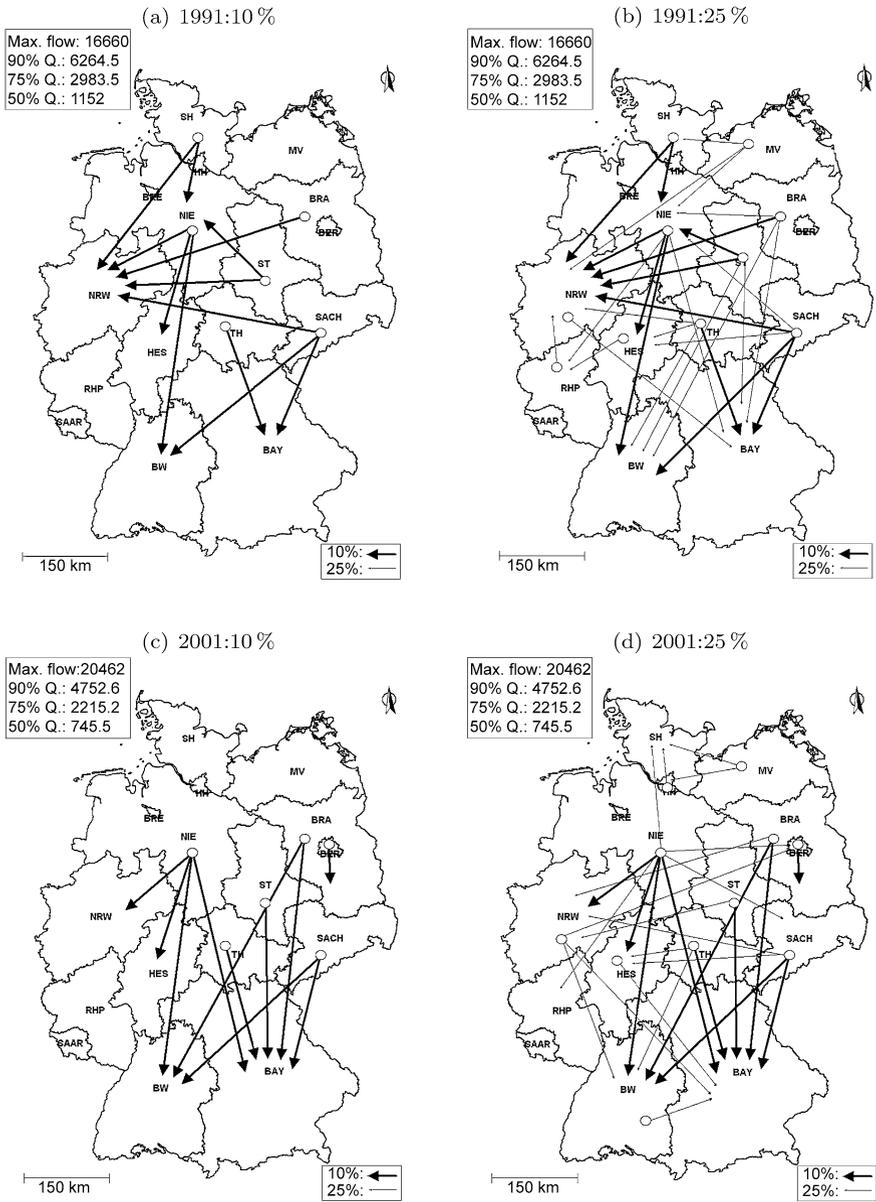 (a) 1991:10 %
Max. flow: 16660
90% Q.: 6264.5
75% Q.: 2983.5
50% Q.: 1152
SH
MV
HH
BRE
BRA
NIE
BER
ST
NRW
SACH
TH
HES
RHP
SAAR
BW
BAY
150 km
10%:
25%:
(b) 1991:25 %
Max. flow: 16660
90% Q.: 6264.5
75% Q.: 2983.5
50% Q.: 1152
SH
MV
HH
BRE
BRA
NIE
BER
ST
NRW
SACH
TH
HES
RHP
SAAR
BW
BAY
150 km
10%:
25%:
(c) 2001:10 %
Max. flow:20462
90% Q.: 4752.6
75% Q.: 2215.2
50% Q.: 745.5
SH
MV
HH
BRE
BRA
NIE
BER
ST
NRW
SACH
TH
HES
RHP
SAAR
BW
BAY
150 km
10%:
25%:
(d) 2001:25 %
Max. flow: 20462
90% Q.: 4752.6
75% Q.: 2215.2
50% Q.: 745.5
SH
MV
HH
BRE
BRA
NIE
BER
ST
NRW
SACH
TH
HES
RHP
SAAR
BW
BAY
150 km
10%:
25%: